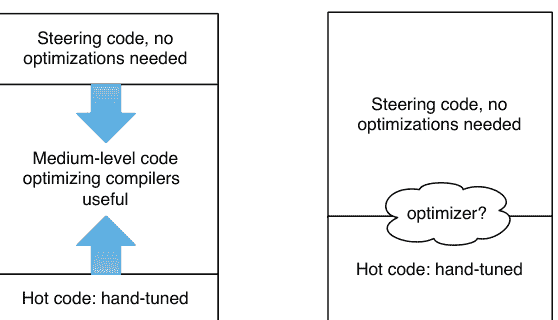 Steering code, no
optimizations needed
Medium-level code
optimizing compilers
useful
Hot code: hand-tuned
Steering code, no
optimizations needed
optimizer?
Hot code: hand-tuned